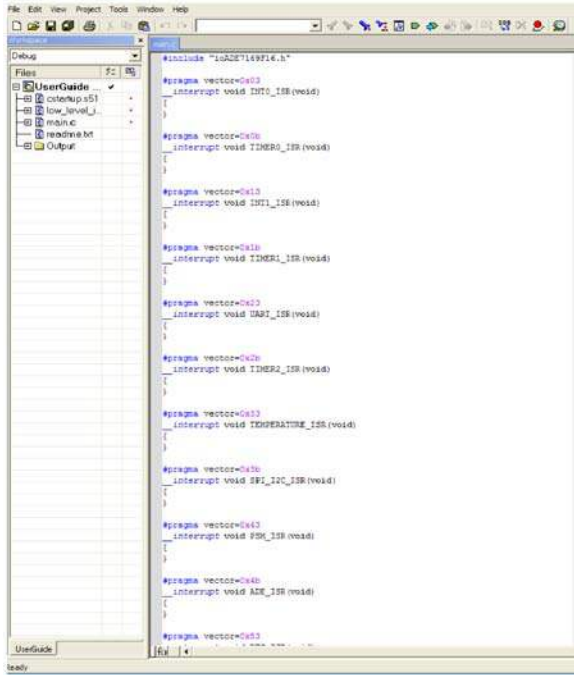 File Edit View Project Tools Window Help
Workspace
Debug
Files
UserGuide ...
cstartup.s51
low_level_i...
main.c
readme.txt
Output
UserGuide
Ready
main.c
#include "ioADE7169F16.h"
#pragma vector=0x03
__interrupt void INT0_ISR(void)
{
}
#pragma vector=0x0b
__interrupt void TIMER0_ISR(void)
{
}
#pragma vector=0x13
__interrupt void INT1_ISR(void)
{
}
#pragma vector=0x1b
__interrupt void TIMER1_ISR(void)
{
}
#pragma vector=0x23
__interrupt void UART_ISR(void)
{
}
#pragma vector=0x2b
__interrupt void TIMER2_ISR(void)
{
}
#pragma vector=
__interrupt void TEMPERATURE_ISR(void)
{
}
#pragma vector=0x3b
__interrupt void SPI_I2C_ISR(void)
{
}
#pragma vector=0x43
__interrupt void PSM_ISR(void)
{
}
#pragma vector=0x4b
__interrupt void ADE_ISR(void)
{
}
#pragma vector=0x53